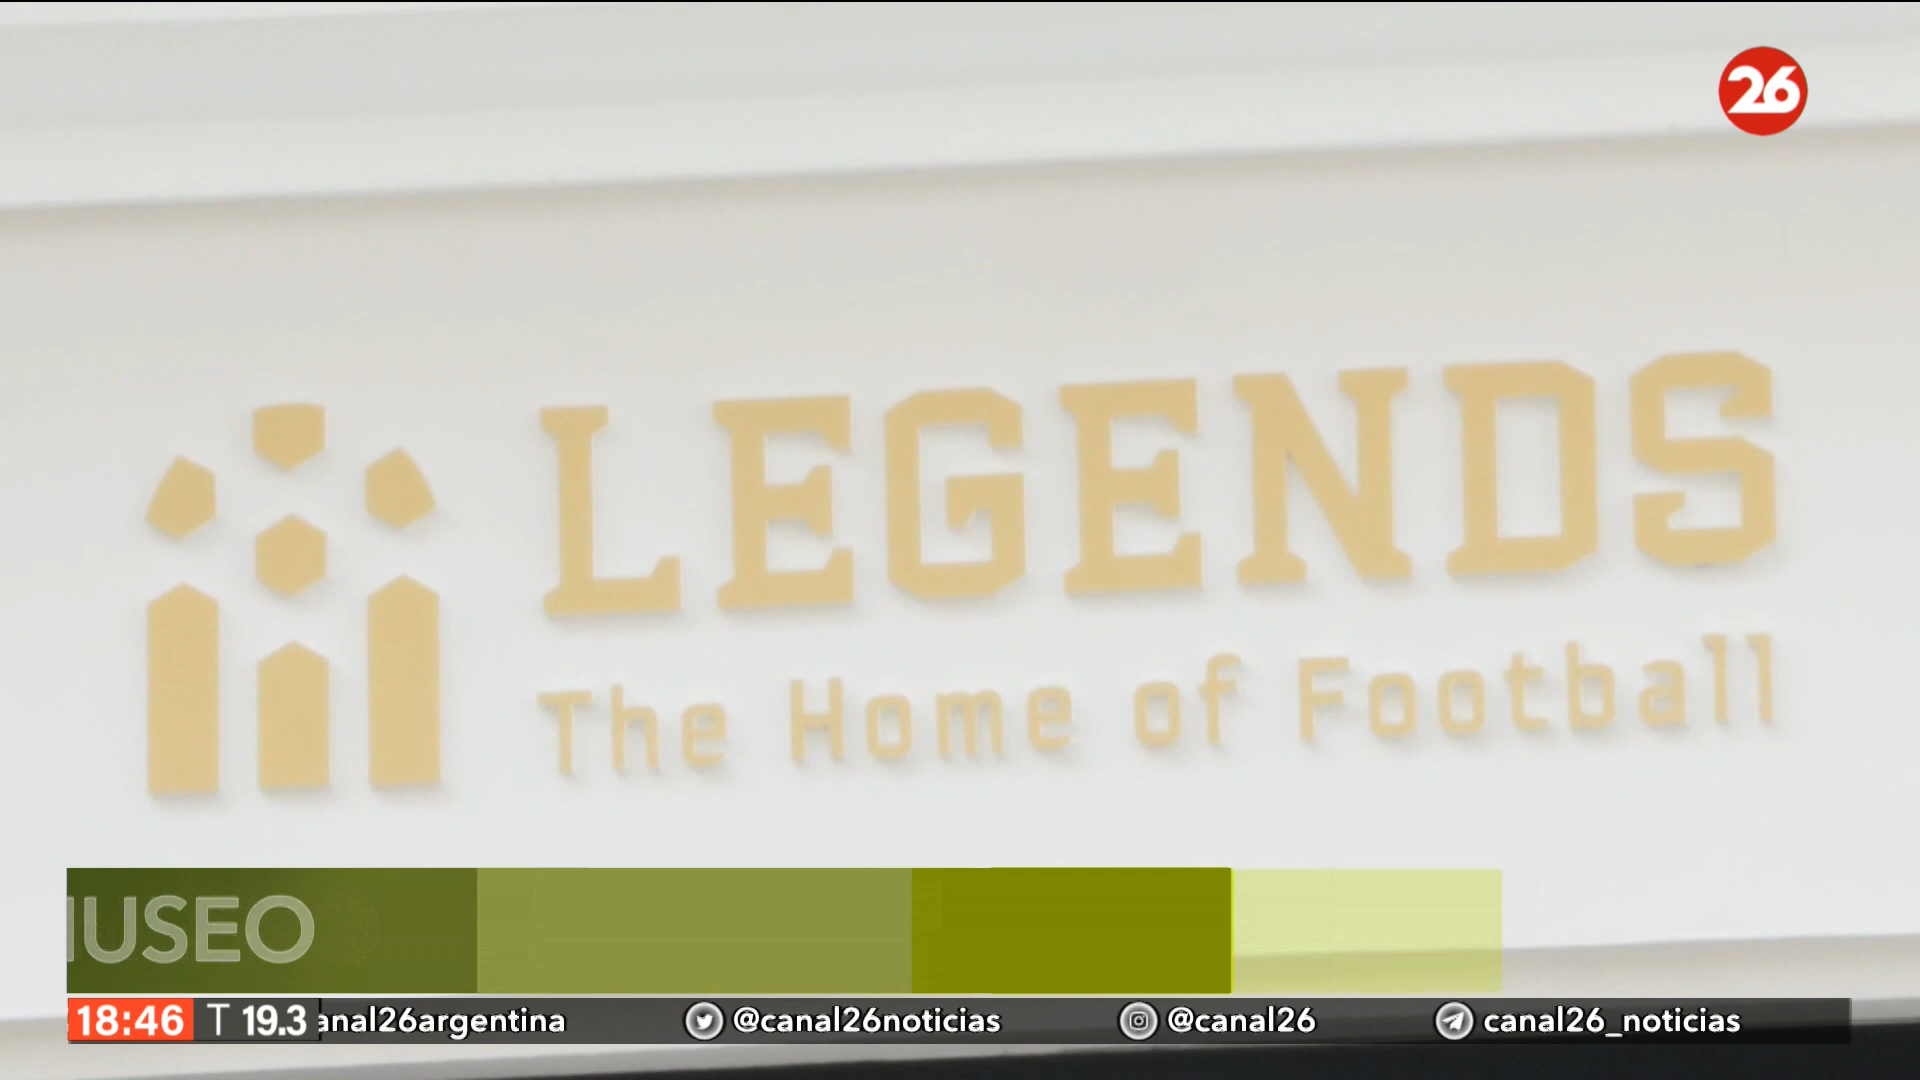 26
LEGENDS
The Home of Football
USEO
18:46 T 19.3 anal26argentina @canal26noticias @canal26 canal26_noticias